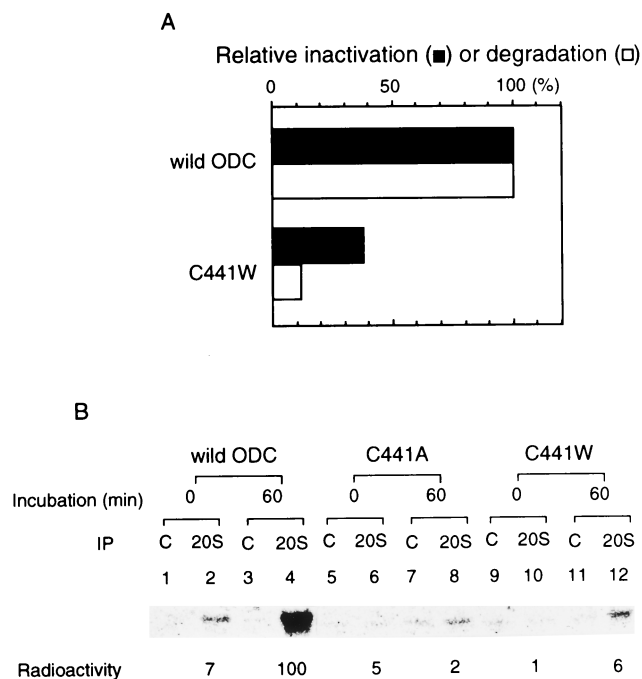 A
Relative inactivation (■) or degradation (□)
0 50 100 (%)
wild ODC
C441W
B
wild ODC C441A C441W
Incubation (min) 0 60 0 60 0 60
IP C 20S C 20S C 20S C 20S C 20S C 20S
1 2 3 4 5 6 7 8 9 10 11 12
Radioactivity 7 100 5 2 1 6